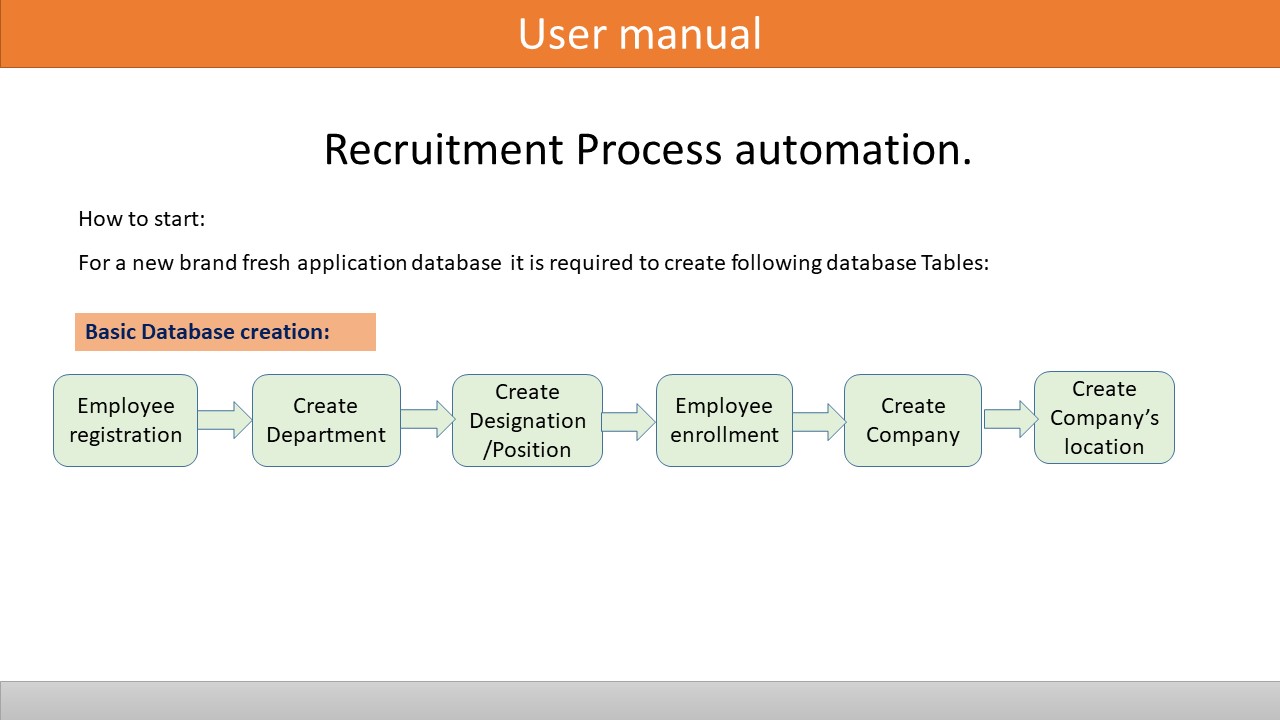 User manual
Recruitment Process automation.
How to start:
For a new brand fresh application database it is required to create following database Tables:
Basic Database creation:
Employee
registration
Create
Department
Create
Designation
/Position
Employee
enrollment
Create
Company
Create
Company’s
location